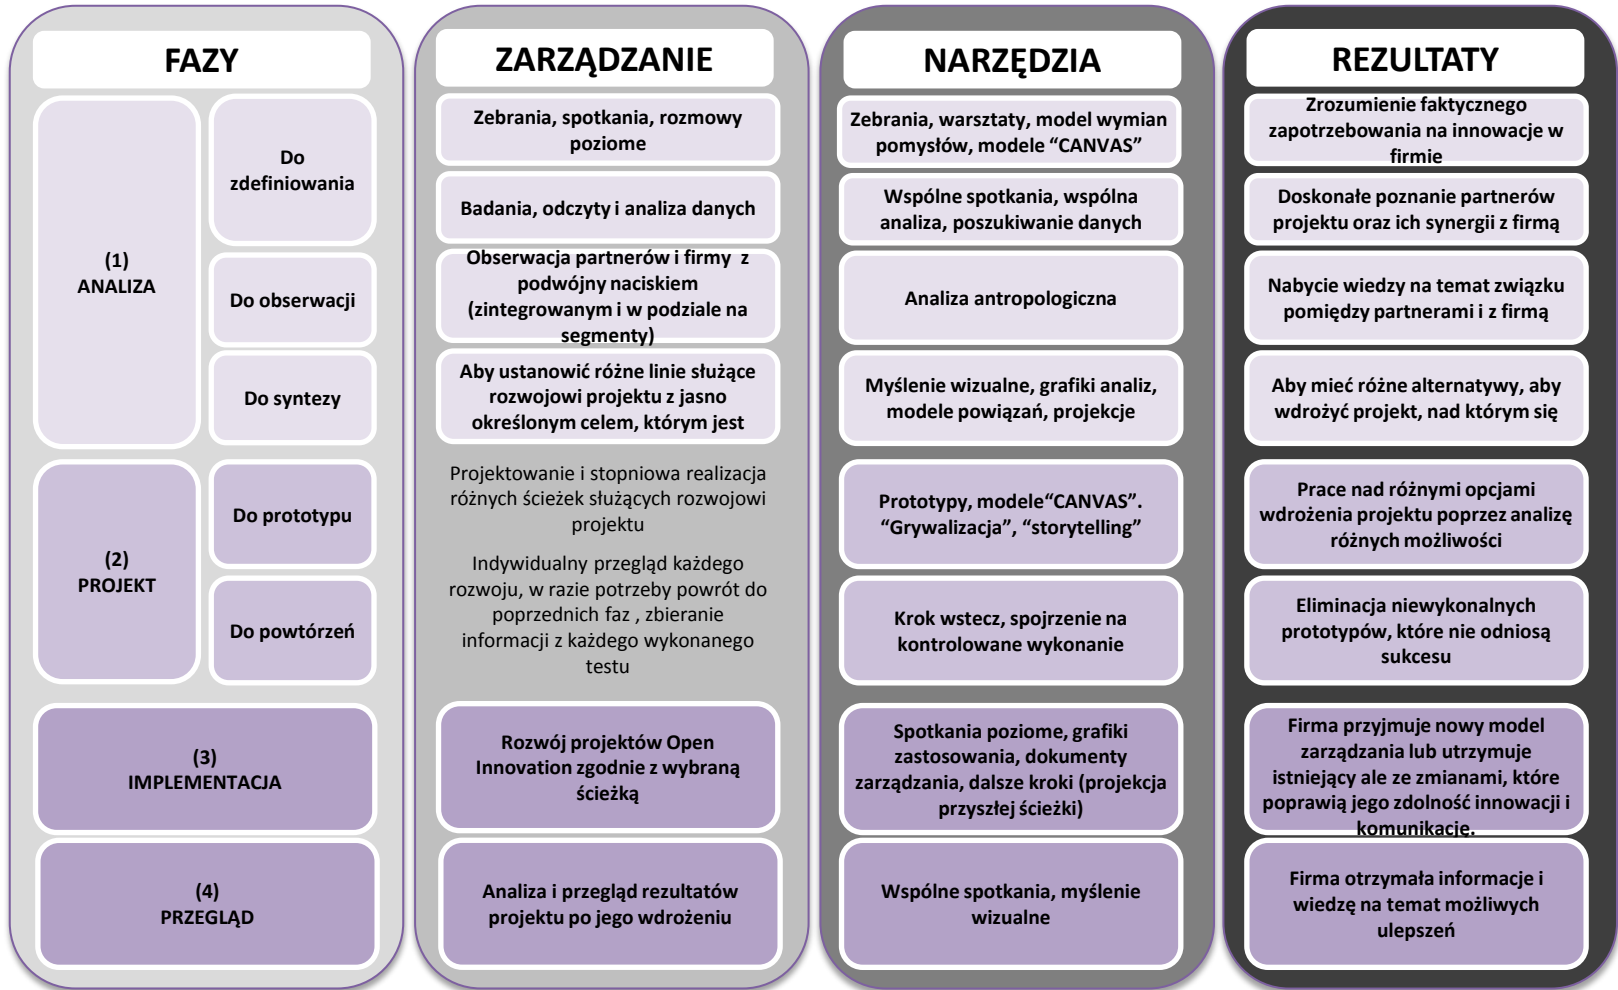 FAZY
ZARZĄDZANIE
NARZĘDZIA
REZULTATY
(1)
ANALIZA
Do
zdefiniowania
Zebrania, spotkania, rozmowy
poziome
Zebrania, warsztaty, model wymian
pomysłów, modele “CANVAS”
Zrozumienie faktycznego
zapotrzebowania na innowacje w
firmie
Badania, odczyty i analiza danych
Wspólne spotkania, wspólna
analiza, poszukiwanie danych
Doskonałe poznanie partnerów
projektu oraz ich synergii z firmą
Do obserwacji
Obserwacja partnerów i firmy  z
podwójny naciskiem
(zintegrowanym i w podziale na
segmenty)
Analiza antropologiczna
Nabycie wiedzy na temat związku
pomiędzy partnerami i z firmą
Do syntezy
Aby ustanowić różne linie służące
rozwojowi projektu z jasno
określonym celem, którym jest
Myślenie wizualne, grafiki analiz,
modele powiązań, projekcje
Aby mieć różne alternatywy, aby
wdrożyć projekt, nad którym się
(2)
PROJEKT
Do prototypu
Projektowanie i stopniowa realizacja
różnych ścieżek służących rozwojowi
projektu
Prototypy, modele“CANVAS”.
“Grywalizacja”, “storytelling”
Prace nad różnymi opcjami
wdrożenia projektu poprzez analizę
różnych możliwości
Do powtórzeń
Indywidualny przegląd każdego
rozwoju, w razie potrzeby powrót do
poprzednich faz , zbieranie
informacji z każdego wykonanego
testu
Krok wstecz, spojrzenie na
kontrolowane wykonanie
Eliminacja niewykonalnych
prototypów, które nie odniosą
sukcesu
(3)
IMPLEMENTACJA
Rozwój projektów Open
Innovation zgodnie z wybraną
ścieżką
Spotkania poziome, grafiki
zastosowania, dokumenty
zarządzania, dalsze kroki (projekcja
przyszłej ścieżki)
Firma przyjmuje nowy model
zarządzania lub utrzymuje
istniejący ale ze zmianami, które
poprawią jego zdolność innowacji i
komunikację.
(4)
PRZEGLĄD
Analiza i przegląd rezultatów
projektu po jego wdrożeniu
Wspólne spotkania, myślenie
wizualne
Firma otrzymała informacje i
wiedzę na temat możliwych
ulepszeń